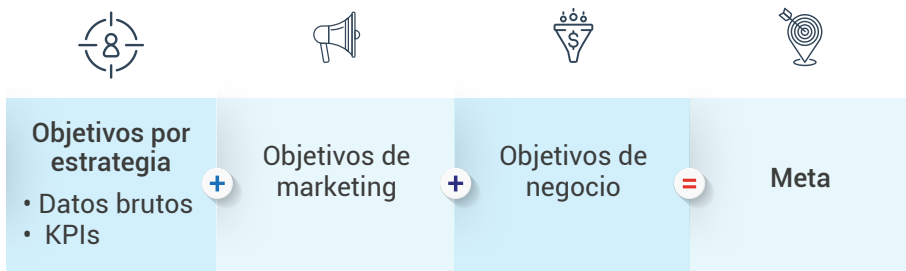 Objetivos por
estrategia
• Datos brutos
• KPIs
+
Objetivos de
marketing
+
Objetivos de
negocio
=
Meta
$